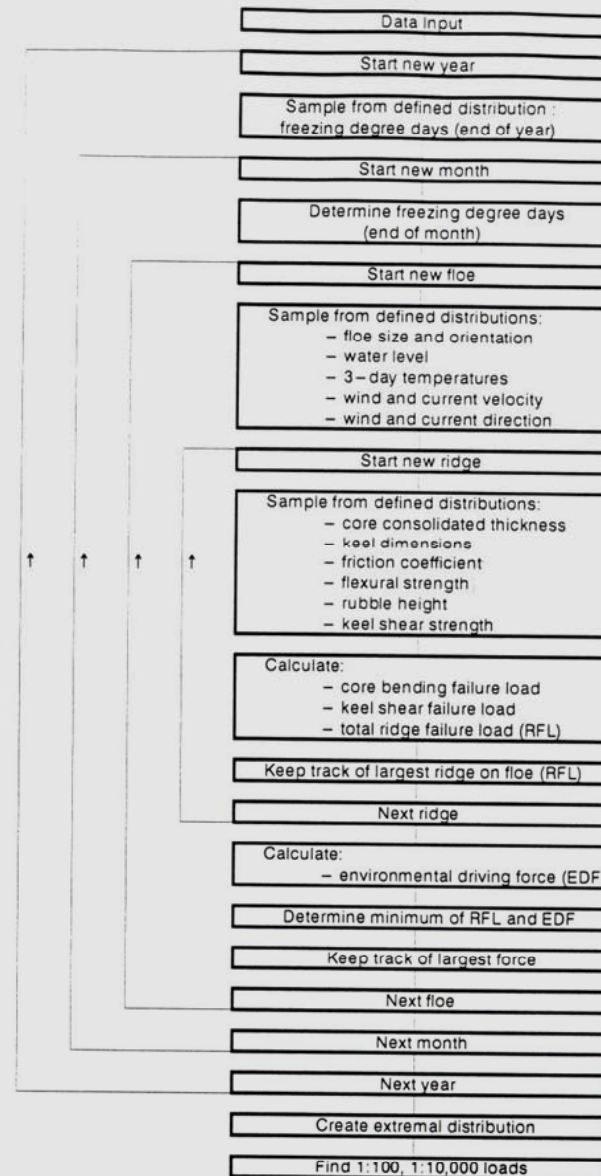 Data Input
Start new year
Sample from defined distribution :
freezing degree days (end of year)
Start new month
Determine freezing degree days
(end of month)
Start new floe
Sample from defined distributions:
– floe size and orientation
– water level
– 3–day temperatures
– wind and current velocity
– wind and current direction
Start new ridge
Sample from defined distributions:
– core consolidated thickness
– keel dimensions
– friction coefficient
– flexural strength
– rubble height
– keel shear strength
Calculate:
– core bending failure load
– keel shear failure load
– total ridge failure load (RFL)
Keep track of largest ridge on floe (RFL)
Next ridge
Calculate:
– environmental driving force (EDF
Determine minimum of RFL and EDF
Keep track of largest force
Next floe
Next month
Next year
Create extremal distribution
Find 1:100, 1:10,000 loads